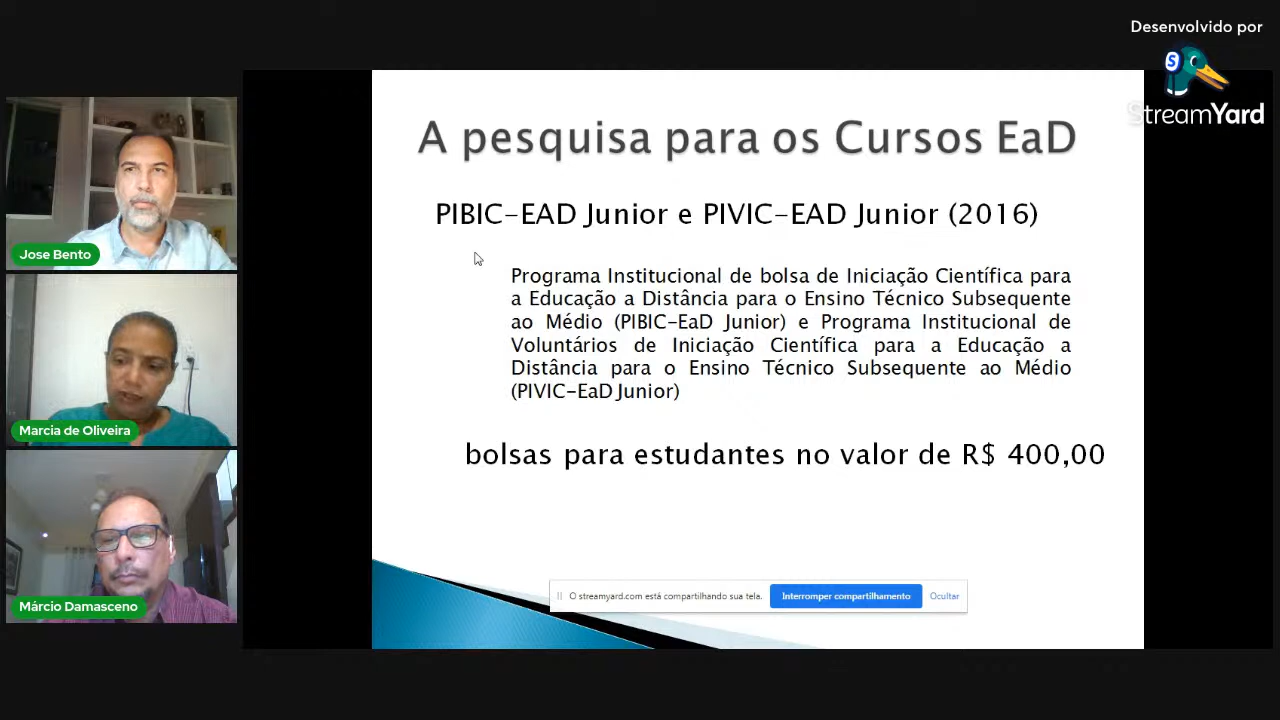 Desenvolvido por
StreamYard
A pesquisa para os Cursos EaD
PIBIC-EAD Junior e PIVIC-EAD Junior (2016)
Programa Institucional de bolsa de Iniciação Científica para
a Educação a Distância para o Ensino Técnico Subsequente
ao Médio (PIBIC-EaD Junior) e Programa Institucional de
Voluntários de Iniciação Científica para a Educação a
Distância para o Ensino Técnico Subsequente ao Médio
(PIVIC-EaD Junior)
bolsas para estudantes no valor de R$ 400,00
O streamyard.com está compartilhando sua tela. Interromper compartilhamento Ocultar
Jose Bento
Marcia de Oliveira
Márcio Damasceno